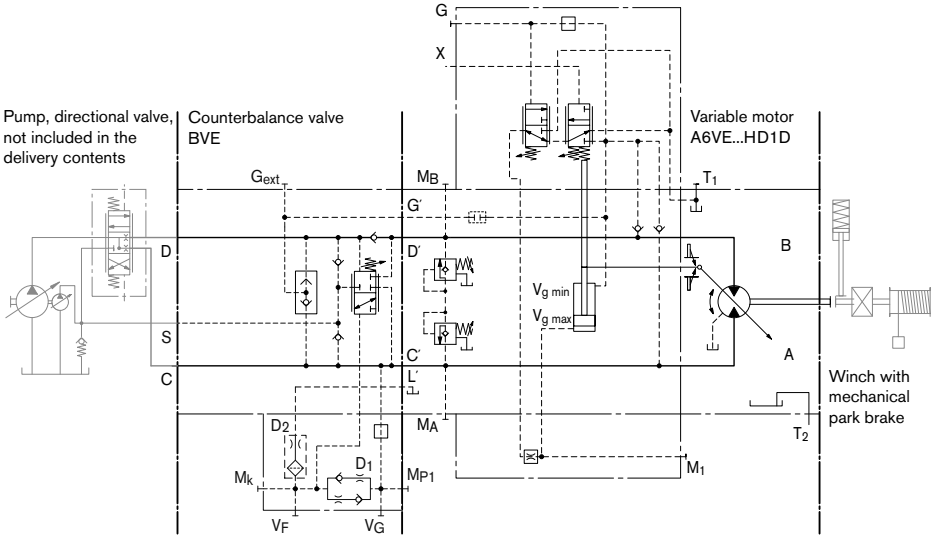 G
X
Pump, directional valve,
not included in the
delivery contents
Counterbalance valve
BVE
Variable motor
A6VE...HD1D
Gext
MB
T1
G'
D
D'
B
Vg min
Vg max
S
A
C
C'
L'
Winch with
mechanical
park brake
D2
MA
T2
D1
Mk
MP1
M1
VF
VG